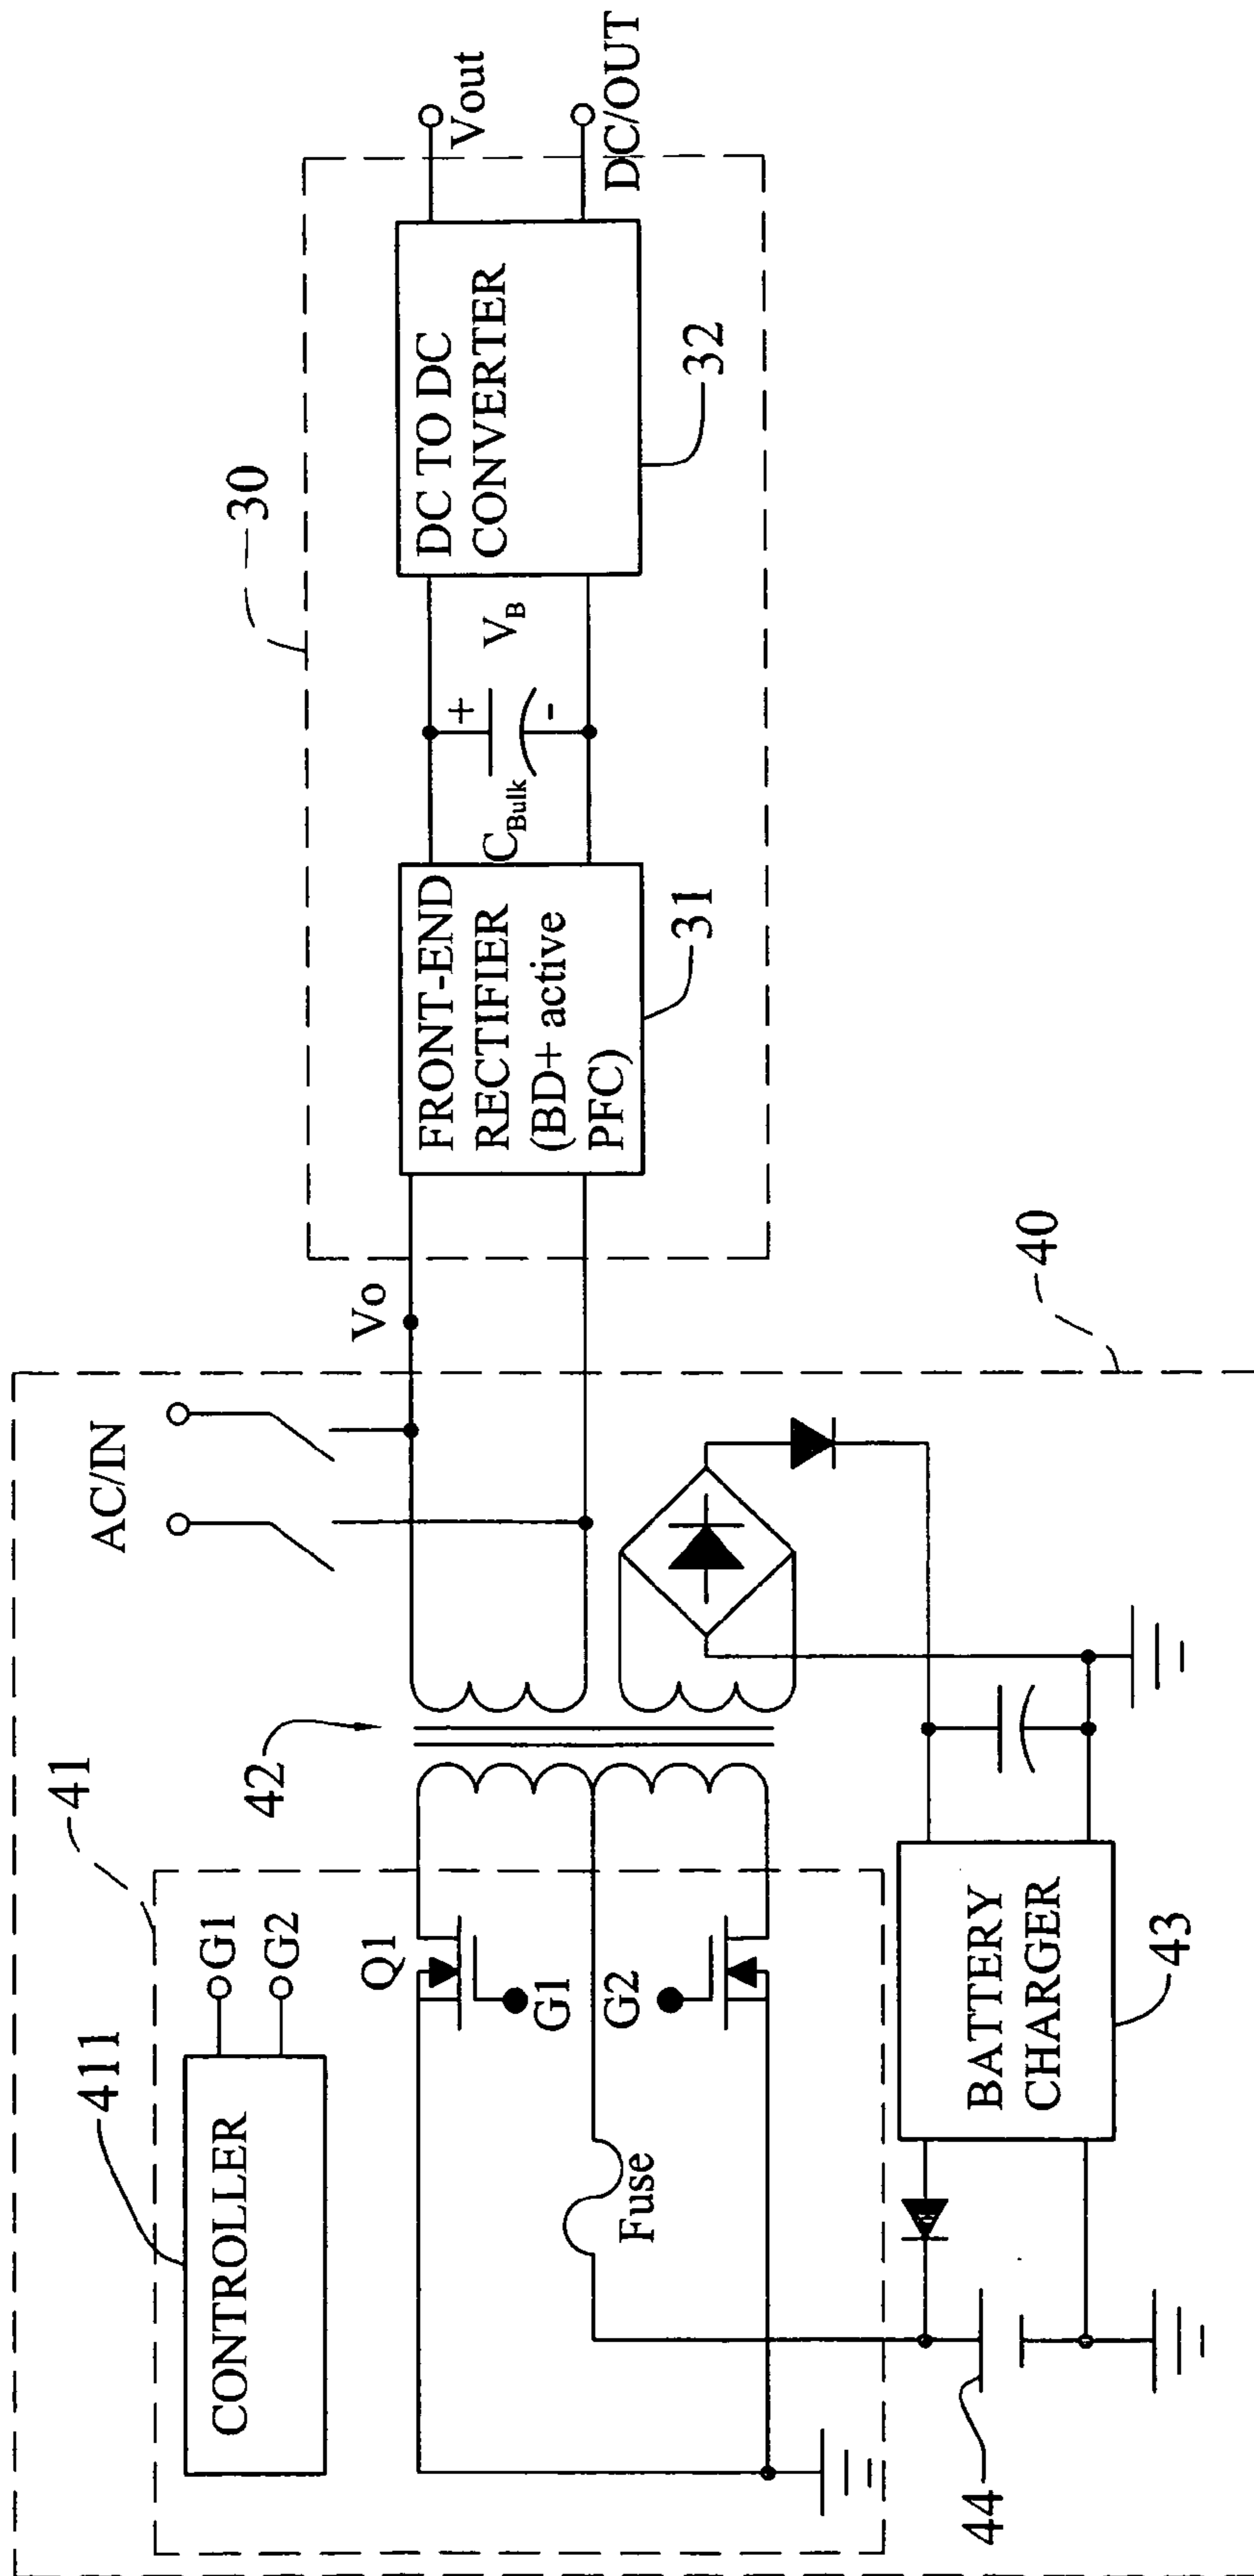 411
CONTROLLER
G1
G2
41
Q1
G1
G2
Fuse
42
AC/IN
Vo
44
BATTERY
CHARGER
43
40
30
FRONT-END
RECTIFIER
(BD+ active
PFC)
31
CBulk
+
-
VB
DC TO DC
CONVERTER
32
Vout
DC/OUT